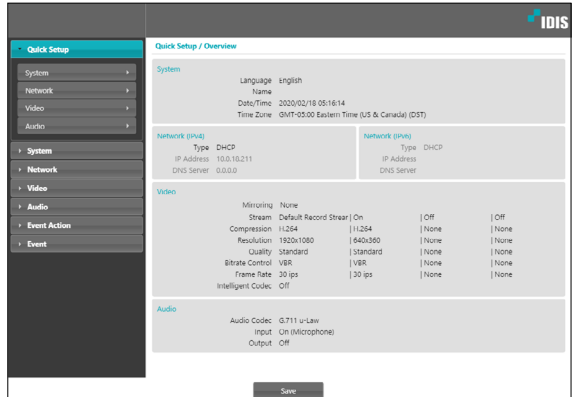 IDIS
Quick Setup
System
Network
Video
Audio
System
Network
Video
Audio
Event Action
Event
Quick Setup / Overview
System
Language English
Name
Date/Time 2020/02/18 05:16:14
Time Zone GMT-05:00 Eastern Time (US & Canada) (DST)
Network (IPv4)
Type DHCP
IP Address 10.0.10.211
DNS Server 0.0.0.0
Network (IPv6)
Type DHCP
IP Address
DNS Server
Video
Mirroring None
Stream Default Record Strear | On | Off | Off
Compression H.264 | H.264 | None | None
Resolution 1920x1080 | 640x360 | None | None
Quality Standard | Standard | None | None
Bitrate Control VBR | VBR | None | None
Frame Rate 30 ips | 30 ips | None | None
Intelligent Codec Off
Audio
Audio Codec G.711 u-Law
Input On (Microphone)
Output Off
Save